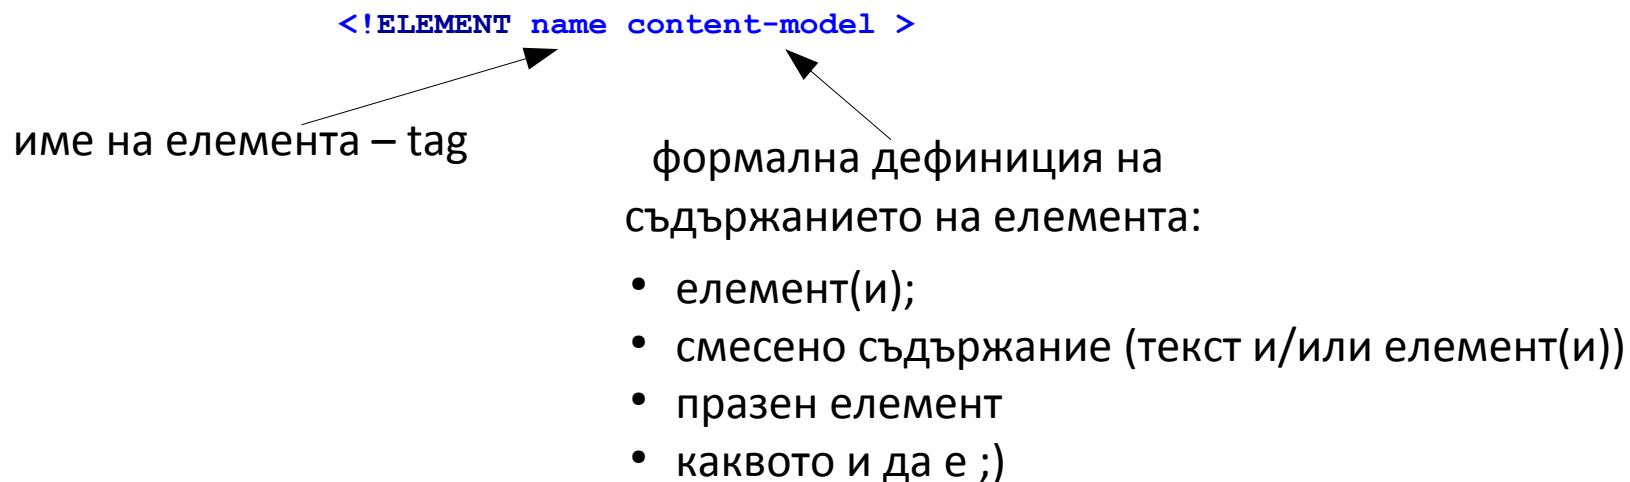 <!ELEMENT name content-model >
име на елемента – tag
формална дефиниция на
съдържанието на елемента:
• елемент(и);
• смесено съдържание (текст и/или елемент(и))
• празен елемент
• каквото и да е ;)